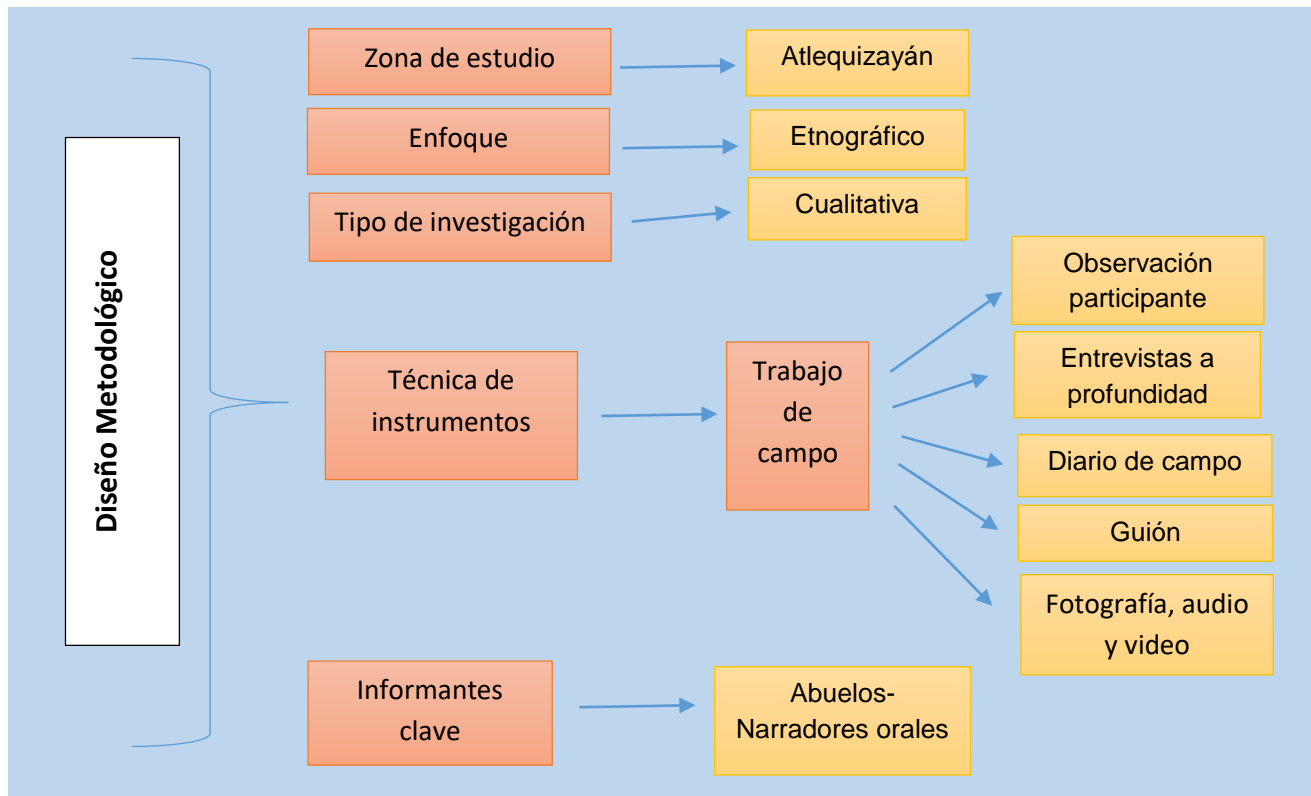 Diseño Metodológico
Zona de estudio
Atlequizayán
Enfoque
Etnográfico
Tipo de investigación
Cualitativa
Técnica de
instrumentos
Trabajo
de
campo
Observación
participante
Entrevistas a
profundidad
Diario de campo
Guión
Fotografía, audio
y video
Informantes
clave
Abuelos-
Narradores orales